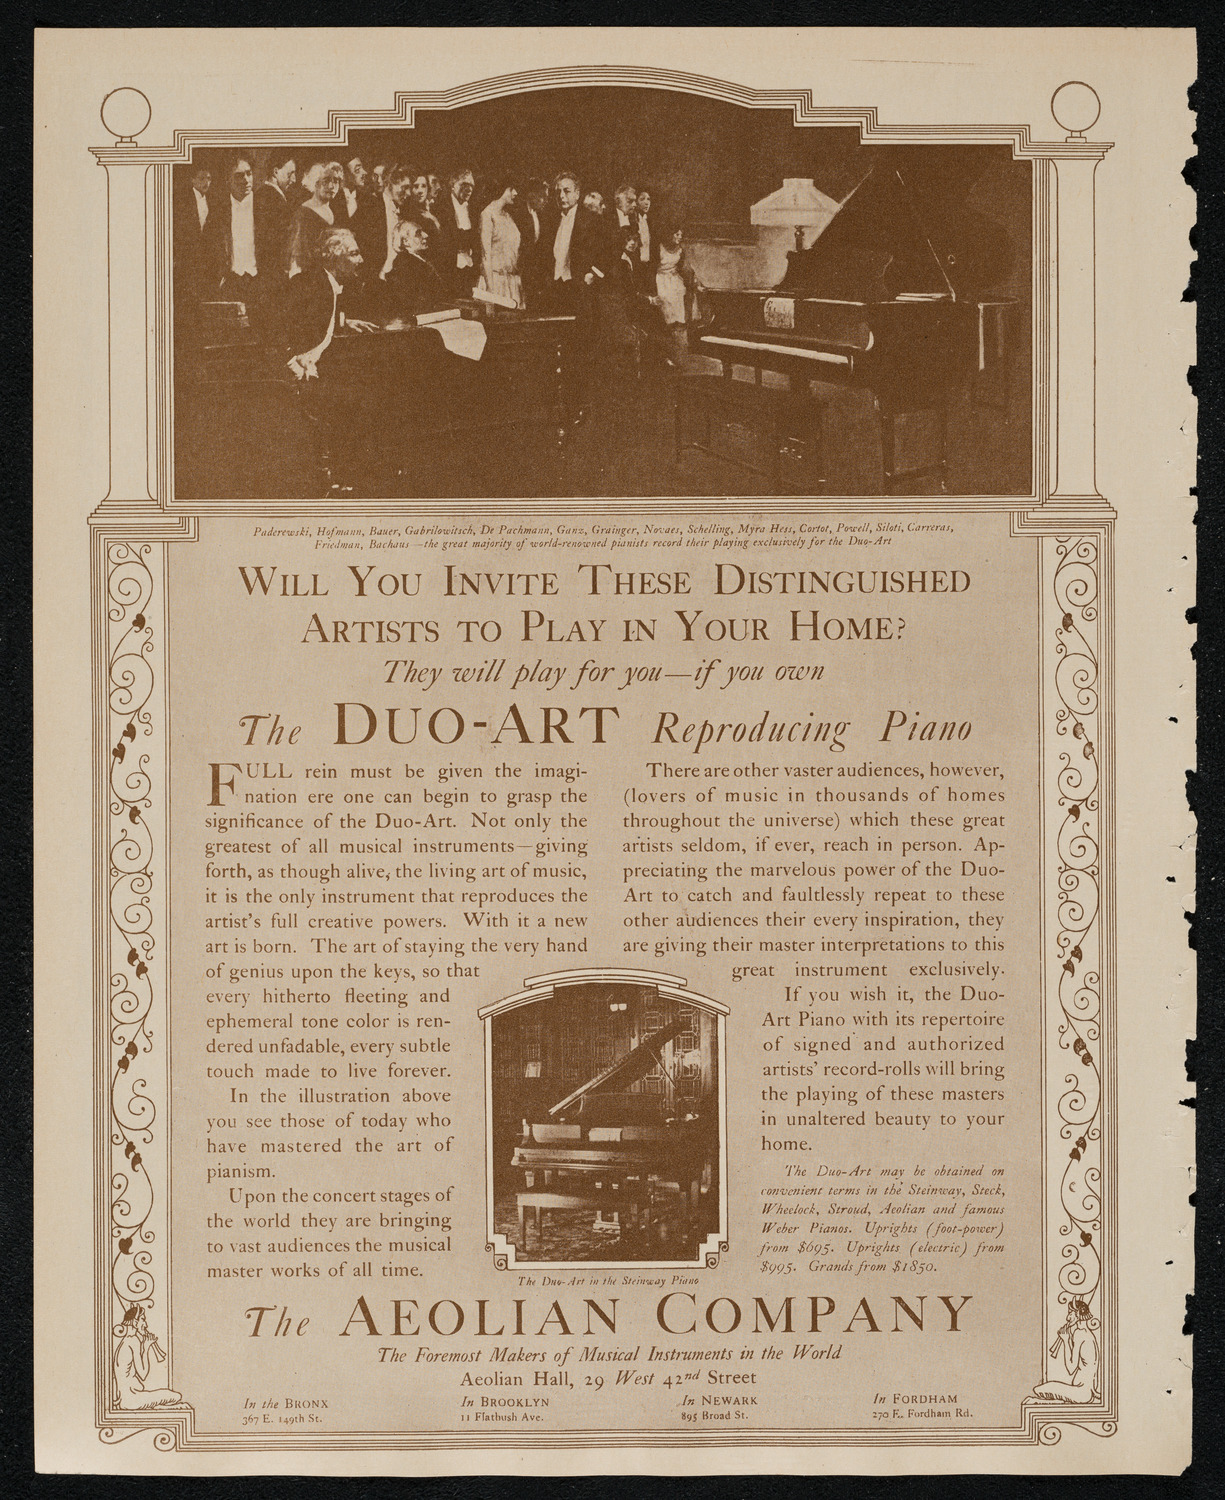 Paderewski, Hofmann, Bauer, Gabrilowitsch, De Pachmann, Ganz, Grainger, Novaes, Schelling, Myra Hess, Cortot, Powell, Siloti, Carreras,
Friedman, Bachaus—the great majority of world-renowned pianists record their playing exclusively for the Duo-Art
WILL YOU INVITE THESE DISTINGUISHED
ARTISTS TO PLAY IN YOUR HOME?
They will play for you—if you own
The DUO-ART Reproducing Piano
FULL rein must be given the imagi-
nation ere one can begin to grasp the
significance of the Duo-Art. Not only the
greatest of all musical instruments—giving
forth, as though alive, the living art of music,
it is the only instrument that reproduces the
artist's full creative powers. With it a new
art is born. The art of staying the very hand
of genius upon the keys, so that
every hitherto fleeting and
ephemeral tone color is ren-
dered unfadable, every subtle
touch made to live forever.
In the illustration above
you see those of today who
have mastered the art of
pianism.
Upon the concert stages of
the world they are bringing
to vast audiences the musical
master works of all time.
There are other vaster audiences, however,
(lovers of music in thousands of homes
throughout the universe) which these great
artists seldom, if ever, reach in person. Ap-
preciating the marvelous power of the Duo-
Art to catch and faultlessly repeat to these
other audiences their every inspiration, they
are giving their master interpretations to this
great instrument exclusively.
If you wish it, the Duo-
Art Piano with its repertoire
of signed and authorized
artists' record-rolls will bring
the playing of these masters
in unaltered beauty to your
home.
The Duo-Art may be obtained on
convenient terms in the Steinway, Steck,
Wheelock, Stroud, Aeolian and famous
Weber Pianos. Uprights (foot-power)
from $695. Uprights (electric) from
$995. Grands from $1850.
The Duo-Art in the Steinway Piano
The AEOLIAN COMPANY
The Foremost Makers of Musical Instruments in the World
Aeolian Hall, 29 West 42nd Street
In the BRONX
367 E. 149th St.
In BROOKLYN
11 Flatbush Ave.
In NEWARK
895 Broad St.
In FORDHAM
270 E. Fordham Rd.